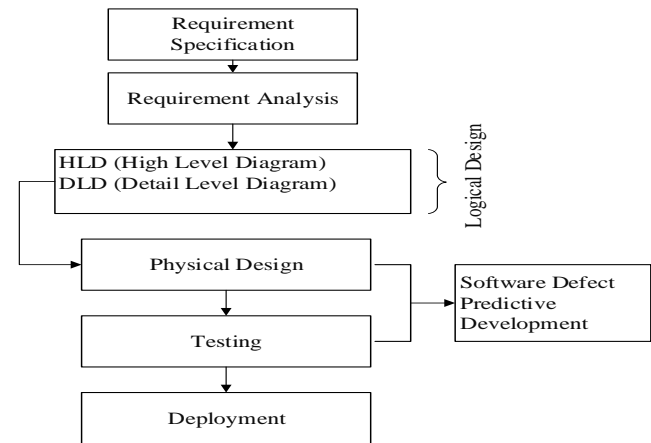 Requirement
Specification
Requirement Analysis
HLD (High Level Diagram)
DLD (Detail Level Diagram)
Logical Design
Physical Design
Software Defect
Predictive
Development
Testing
Deployment